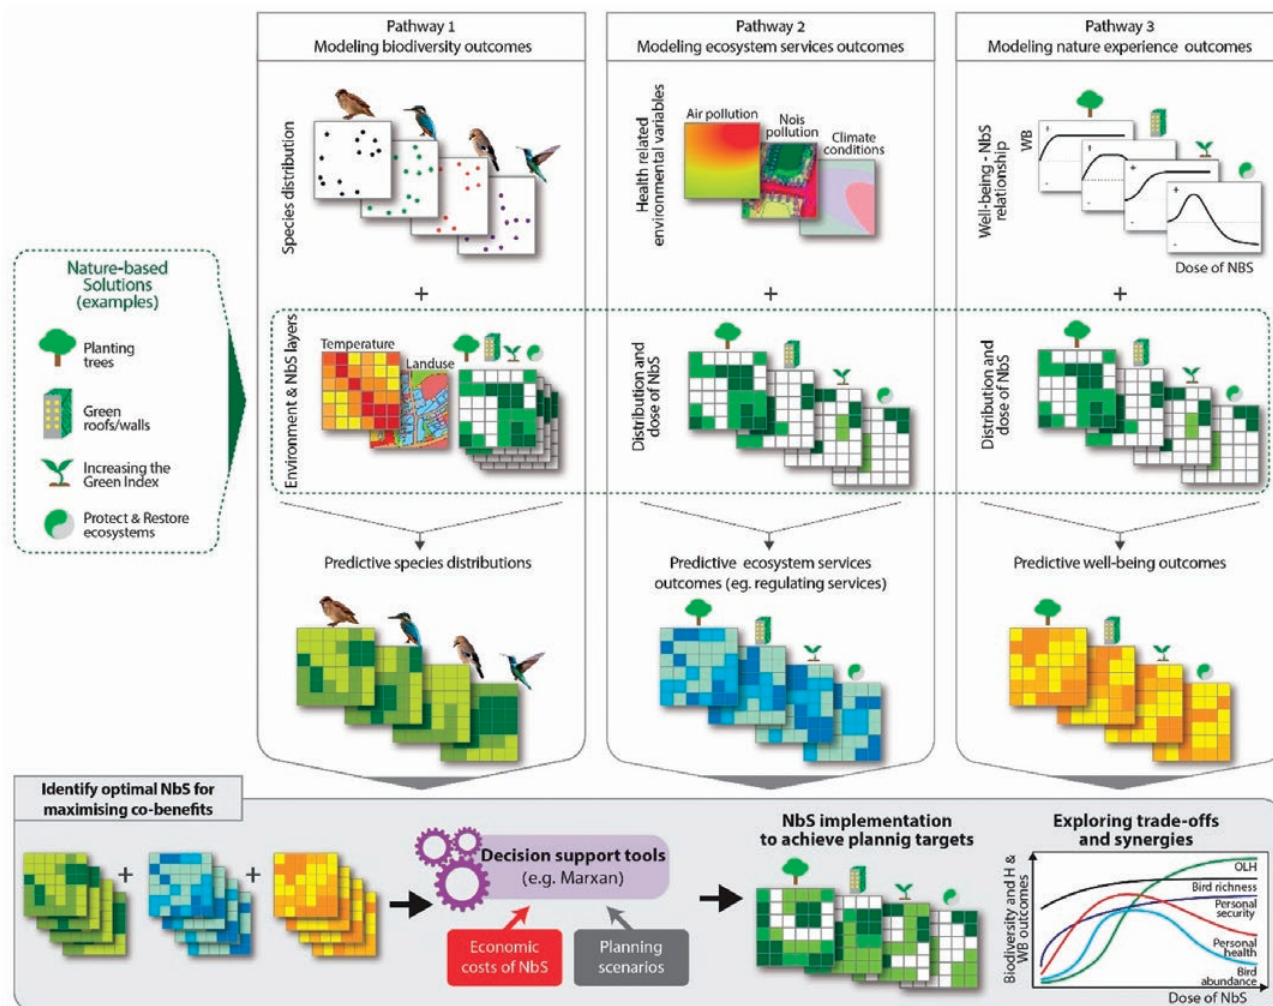 Pathway 1
Modeling biodiversity outcomes
Pathway 2
Modeling ecosystem services outcomes
Pathway 3
Modeling nature experience outcomes
Species distribution
Health related
environmental variables
Air pollution
Nois
pollution
Climate
conditions
Well-being - NbS
relationship
WB
+
-
+
-
+
-
+
-
Dose of NBS
+
+
+
Nature-based
Solutions
(examples)
Planting
trees
Green
roofs/walls
Increasing the
Green Index
Protect & Restore
ecosystems
Environment & NbS layers
Temperature
Landuse
Distribution and
dose of NbS
Distribution and
dose of NbS
Predictive species distributions
Predictive ecosystem services
outcomes (eg. regulating services)
Predictive well-being outcomes
Identify optimal NbS for
maximising co-benefits
+
+
Decision support tools
(e.g. Marxan)
Economic
costs of NbS
Planning
scenarios
NbS implementation
to achieve plannig targets
Exploring trade-offs
and synergies
Biodiversity and H &
WB outcomes
OLH
Bird richness
Personal
security
Personal
health
Bird
abundance
Dose of NbS